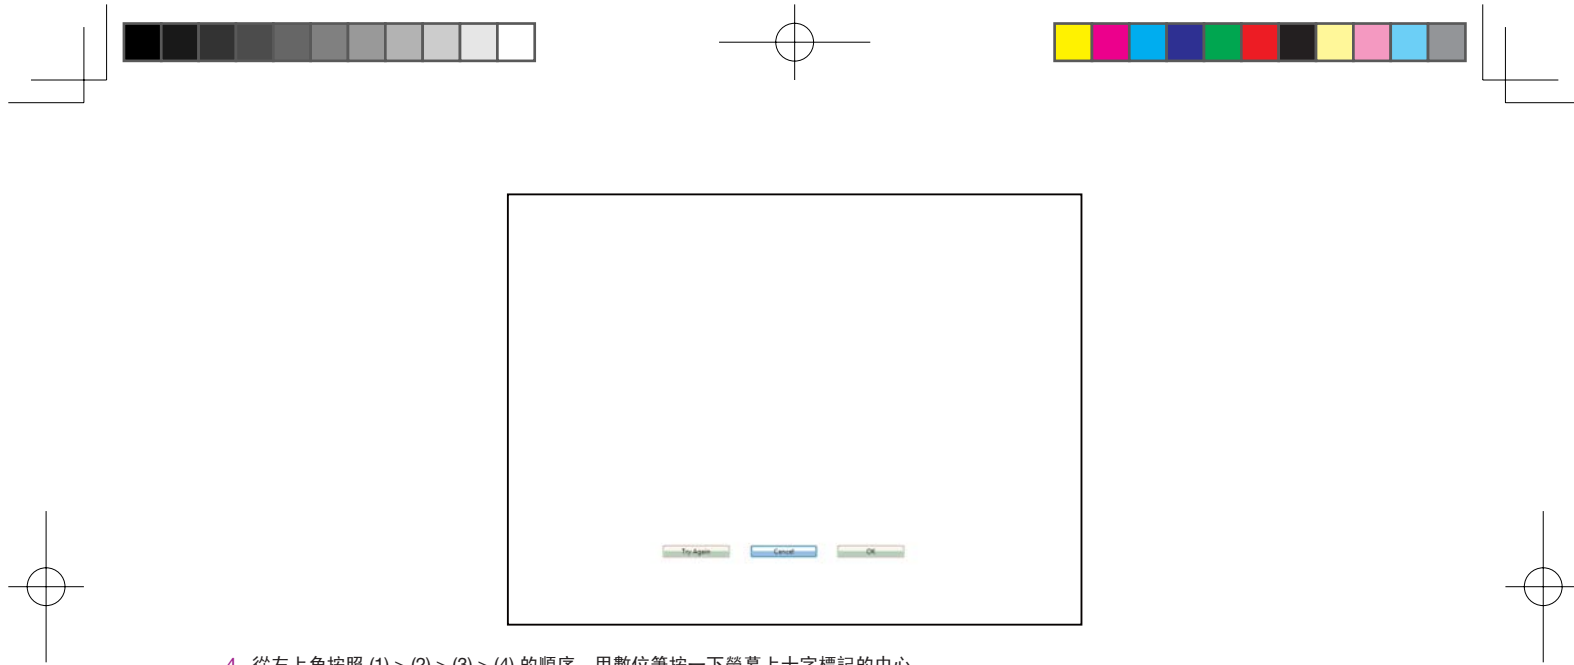 Try Again Cancel OK
4 從左上角按照 (1) > (2) > (3) > (4) 的順序，用數位筆按一下螢幕上十字標記的中心。